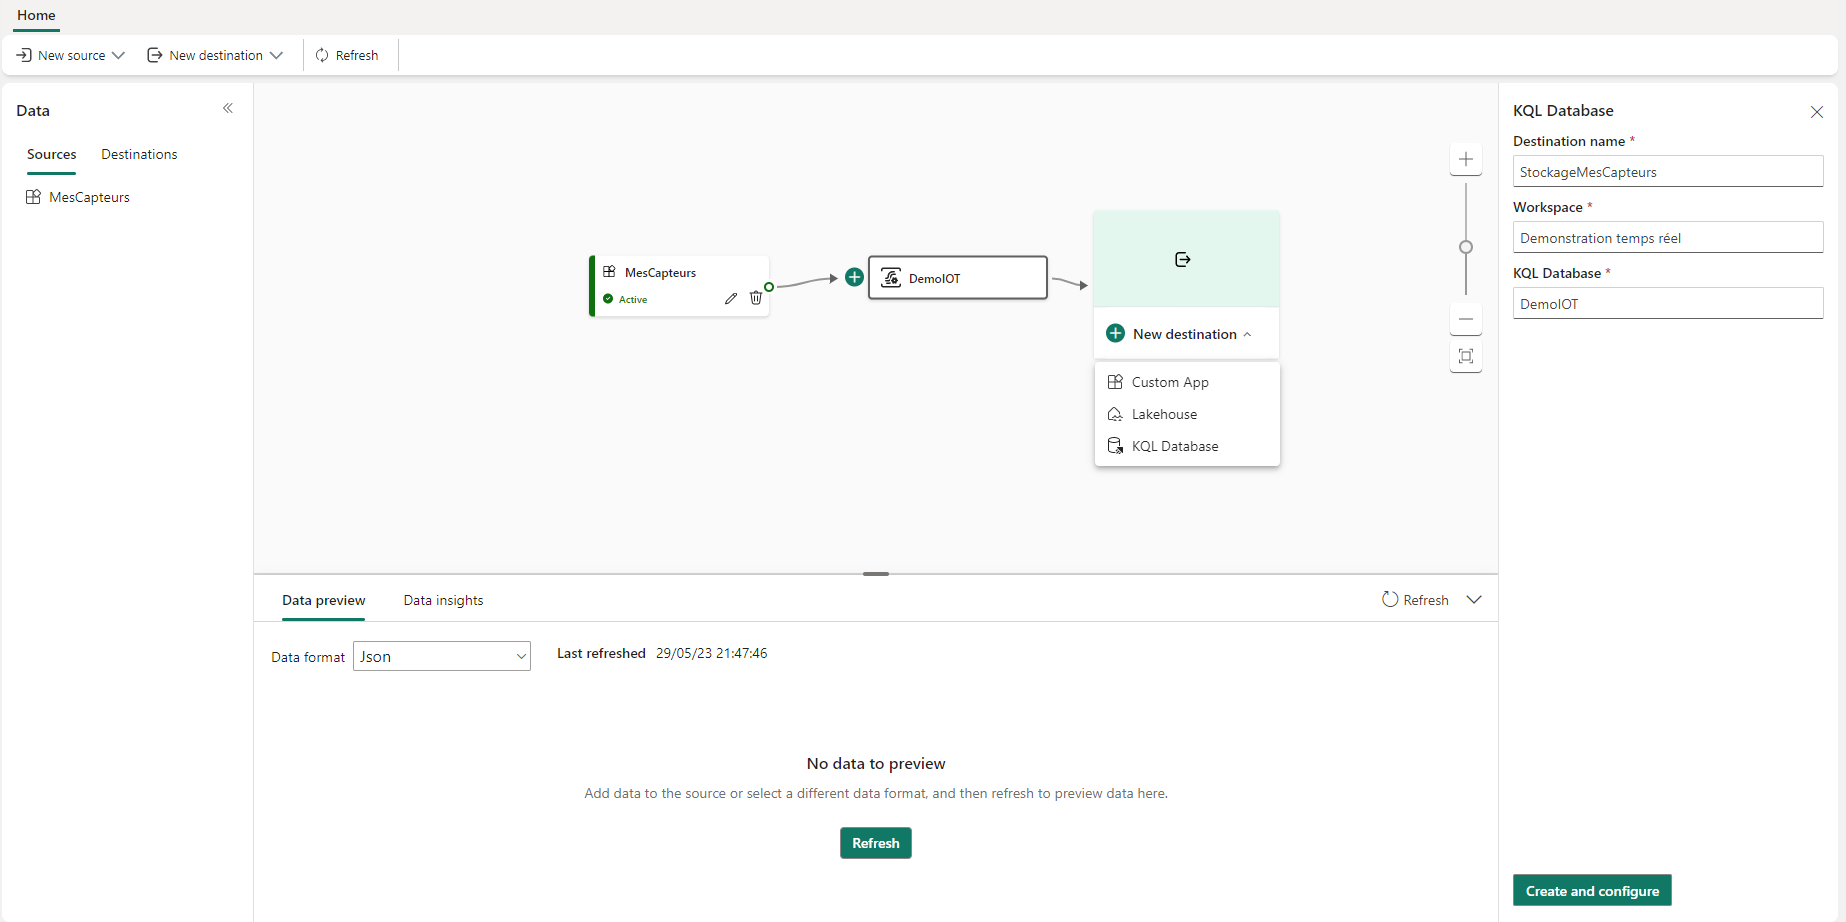 Home
New source
New destination
Refresh
Data
Sources
Destinations
MesCapteurs
MesCapteurs
Active
DemoIOT
New destination
Custom App
Lakehouse
KQL Database
Data preview
Data insights
Refresh
Data format
Json
Last refreshed 29/05/23 21:47:46
No data to preview
Add data to the source or select a different data format, and then refresh to preview data here.
Refresh
KQL Database
Destination name *
StockageMesCapteurs
Workspace *
Demonstration temps réel
KQL Database *
DemoIOT
Create and configure